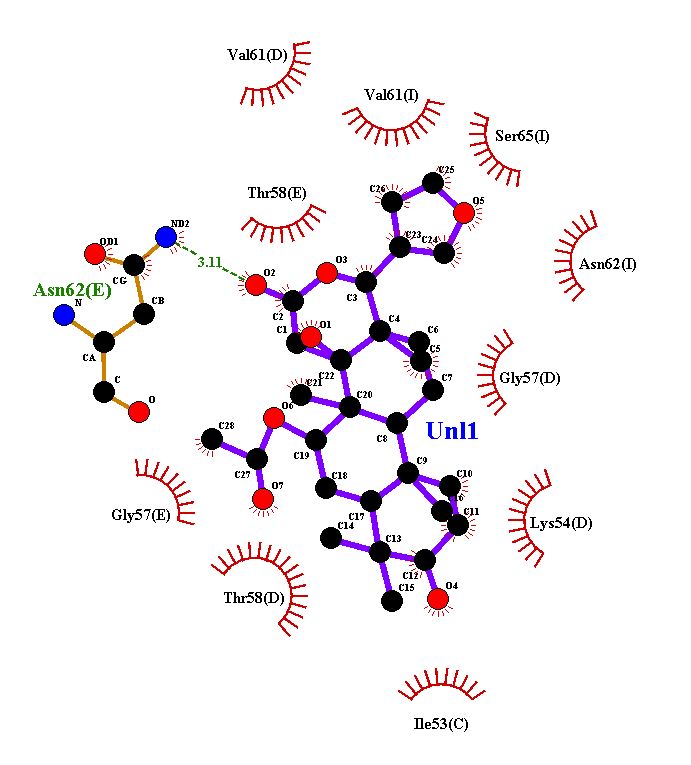 Val61(D)
Val61(I)
Ser65(I)
C25
C26
O5
Thr58(E)
ND2
C23
C24
OD1
3.11
O3
Asn62(I)
CG
O2
C3
Asn62(E)
N
CB
C2
C4
O1
C1
C6
CA
C5
C22
Gly57(D)
C
C21
C7
O
C20
O6
C8
Unl1
C28
C19
C27
C9
C10
O7
C18
Gly57(E)
C17
C11
Lys54(D)
C14
C13
C12
Thr58(D)
C15
O4
Ile53(C)